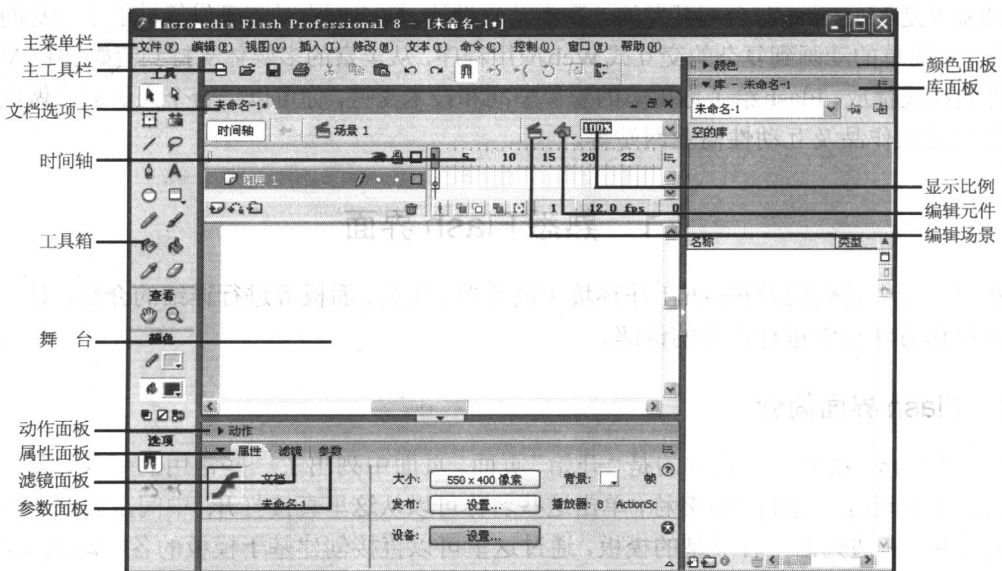 Macromedia Flash Professional 8 - [未命名-1*]
文件(F) 编辑(E) 视图(V) 插入(I) 修改(M) 文本(T) 命令(C) 控制(O) 窗口(W) 帮助(H)
主菜单栏
主工具栏
文档选项卡
时间轴
工具箱
舞 台
动作面板
属性面板
滤镜面板
参数面板
颜色面板
库面板
显示比例
编辑元件
编辑场景
工具
查看
颜色
选项
未命名-1*
时间轴 场景 1 100%
5 10 15 20 25
图层 1
1 12.0 fps 0
▶ 颜色
▼ 库 - 未命名-1
未命名-1
空的库
名称 类型
▶ 动作
▼ 属性 滤镜 参数
文档 大小: 550 x 400 像素 背景: 帧
未命名-1 发布: 设置... 播放器: 8 ActionSc
设备: 设置...